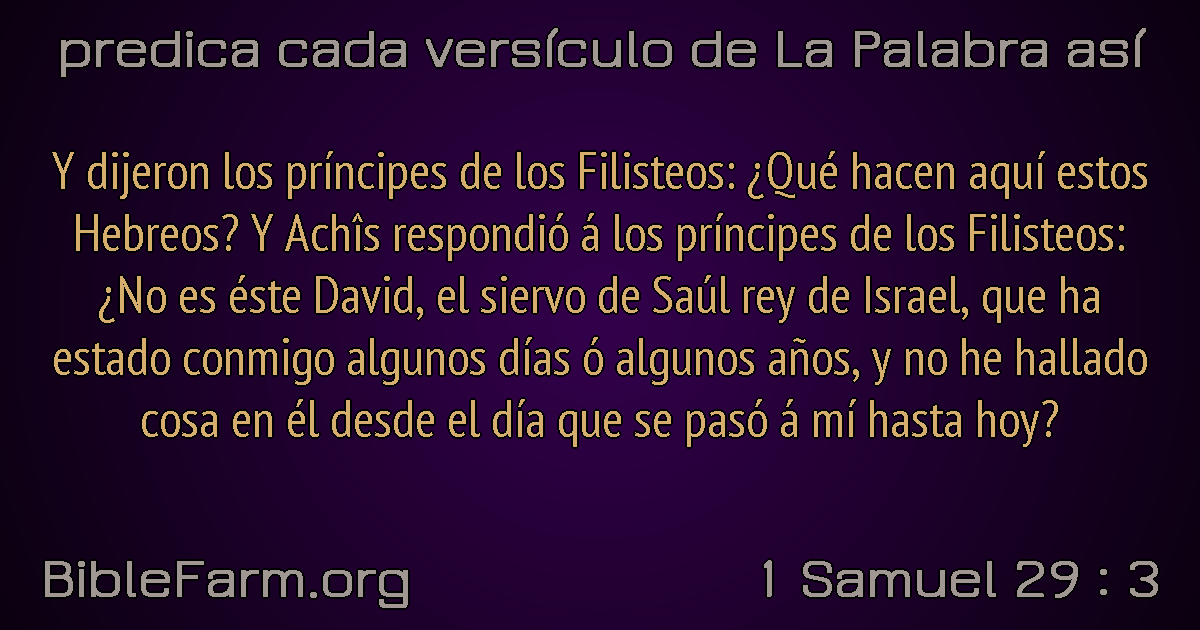 predica cada versículo de La Palabra así
Y dijeron los príncipes de los Filisteos: ¿Qué hacen aquí estos
Hebreos? Y Achîs respondió á los príncipes de los Filisteos:
¿No es éste David, el siervo de Saúl rey de Israel, que ha
estado conmigo algunos días ó algunos años, y no he hallado
cosa en él desde el día que se pasó á mí hasta hoy?
BibleFarm.org
1 Samuel 29 : 3